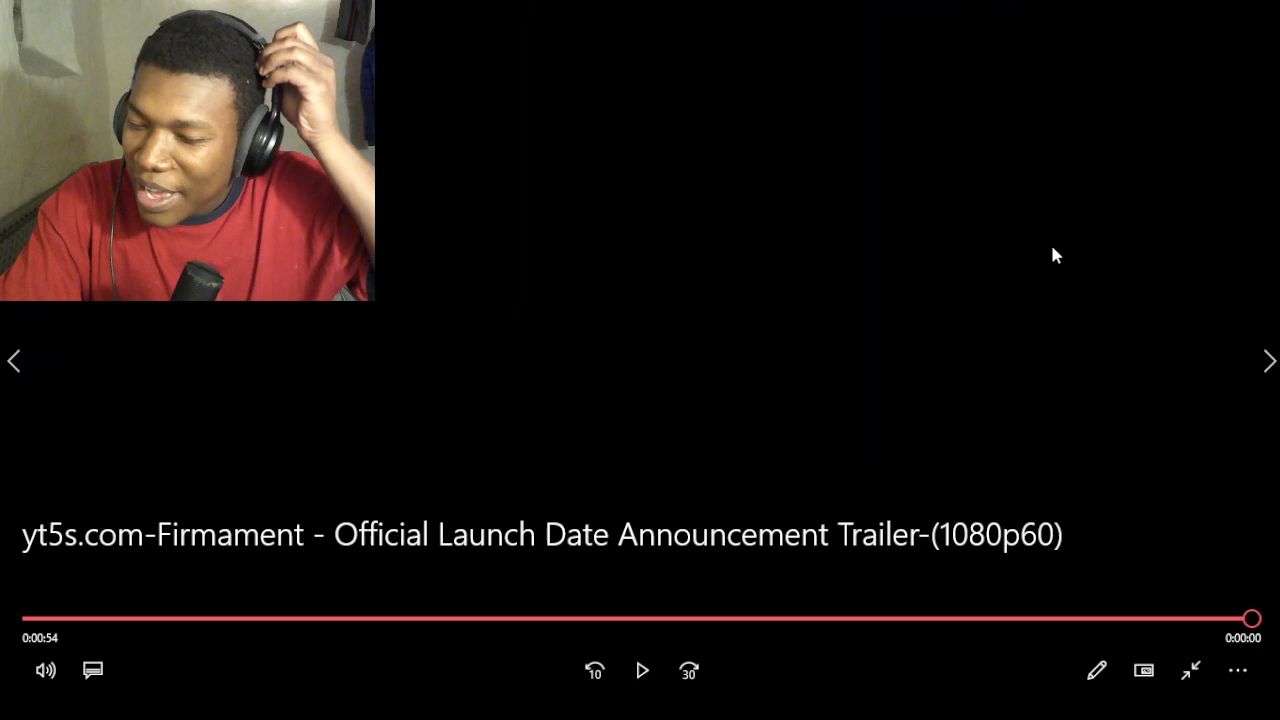 yt5s.com-Firmament - Official Launch Date Announcement Trailer-(1080p60)
0:00:54
0:00:00
10
30